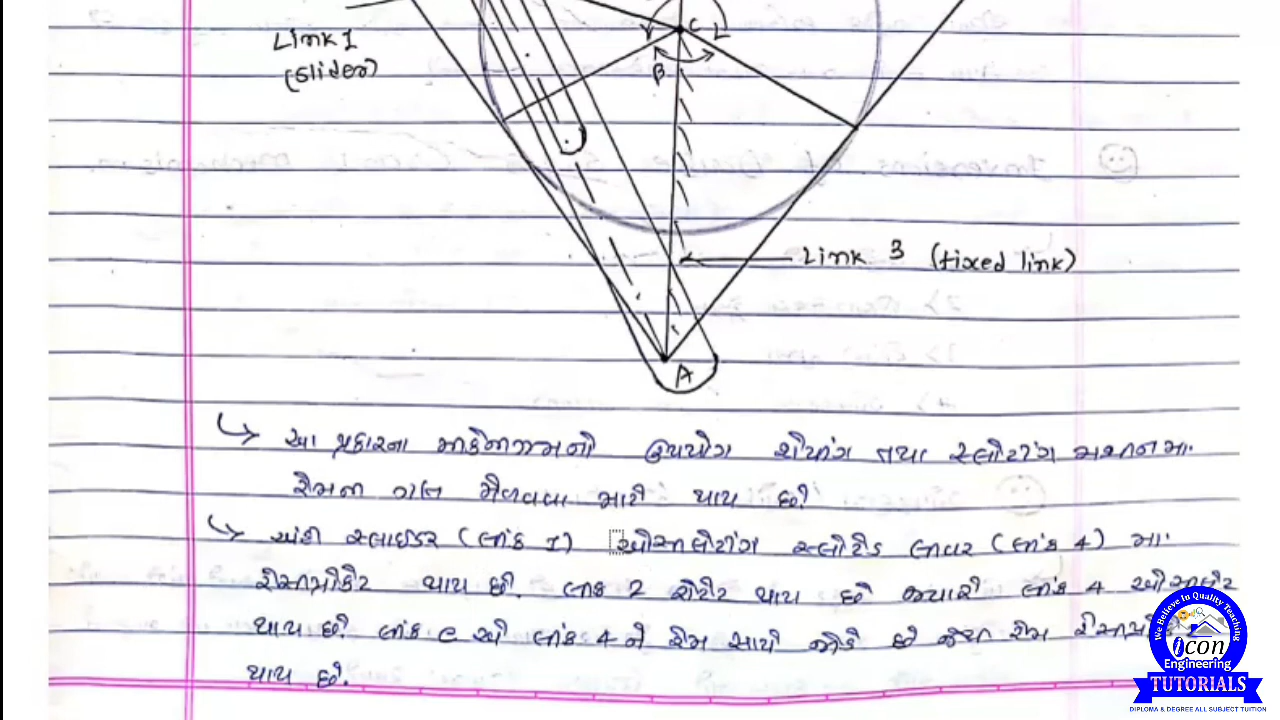 C
Link 1
(Slider)
B
Link 3 (fixed link)
A
આ પ્રકારના મીકેનીઝમનો ઉપયોગ શેપીંગ તથા સ્લોટીંગ મશીનમાં
રેમની ગતિ મેળવવા માટે થાય છે.
અંહી સ્લાઇડર (લીંક 1) ઓસીલેટીંગ સ્લોટેડ લીવર (લીંક 4) માં
રેસીપ્રોકેટ થાય છે. લીંક 2 રોટેટ થાય છે જયારે લીંક 4 ઓસીલેટ
થાય છે. લીંક એ લીંક 4 ને રેમ સાથે જોડે છે જેથી રેમ
થાય છે.
We Believe In Quality Teaching
icon
Engineering
TUTORIALS
DIPLOMA & DEGREE ALL SUBJECT TUITION